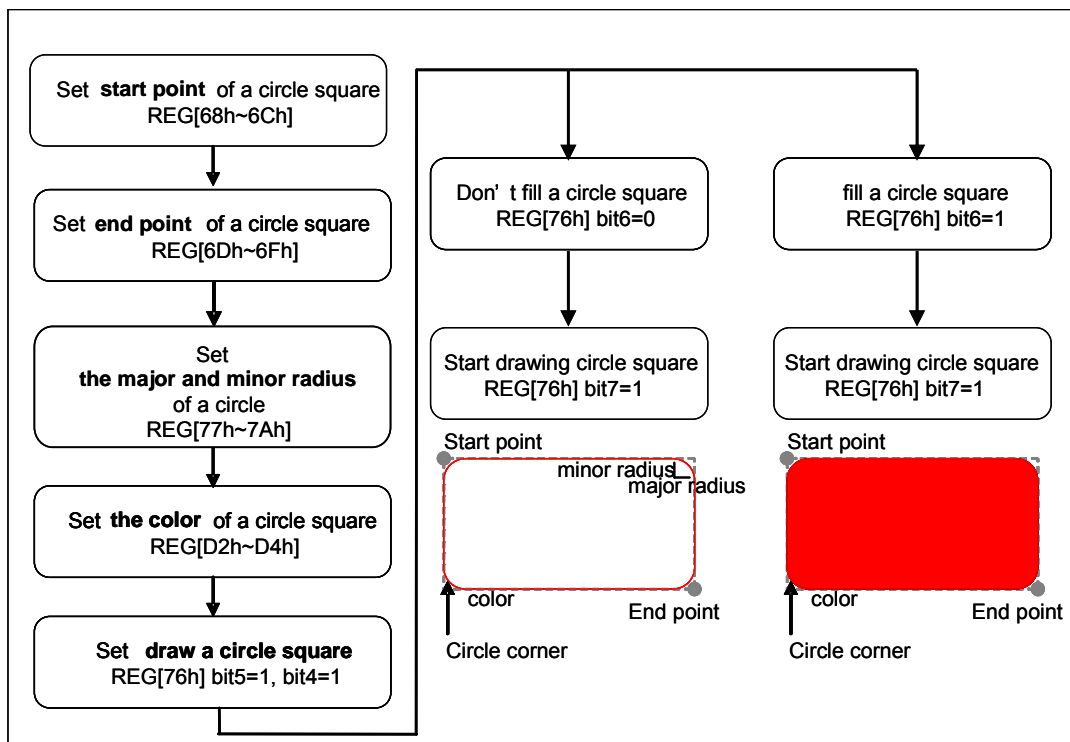 Set start point of a circle square
REG[68h~6Ch]
Set end point of a circle square
REG[6Dh~6Fh]
Set
the major and minor radius
of a circle
REG[77h~7Ah]
Set the color of a circle square
REG[D2h~D4h]
Set draw a circle square
REG[76h] bit5=1, bit4=1
Don' t fill a circle square
REG[76h] bit6=0
Start drawing circle square
REG[76h] bit7=1
Start point
minor radius
major radius
color
End point
Circle corner
fill a circle square
REG[76h] bit6=1
Start drawing circle square
REG[76h] bit7=1
Start point
color
End point
Circle corner